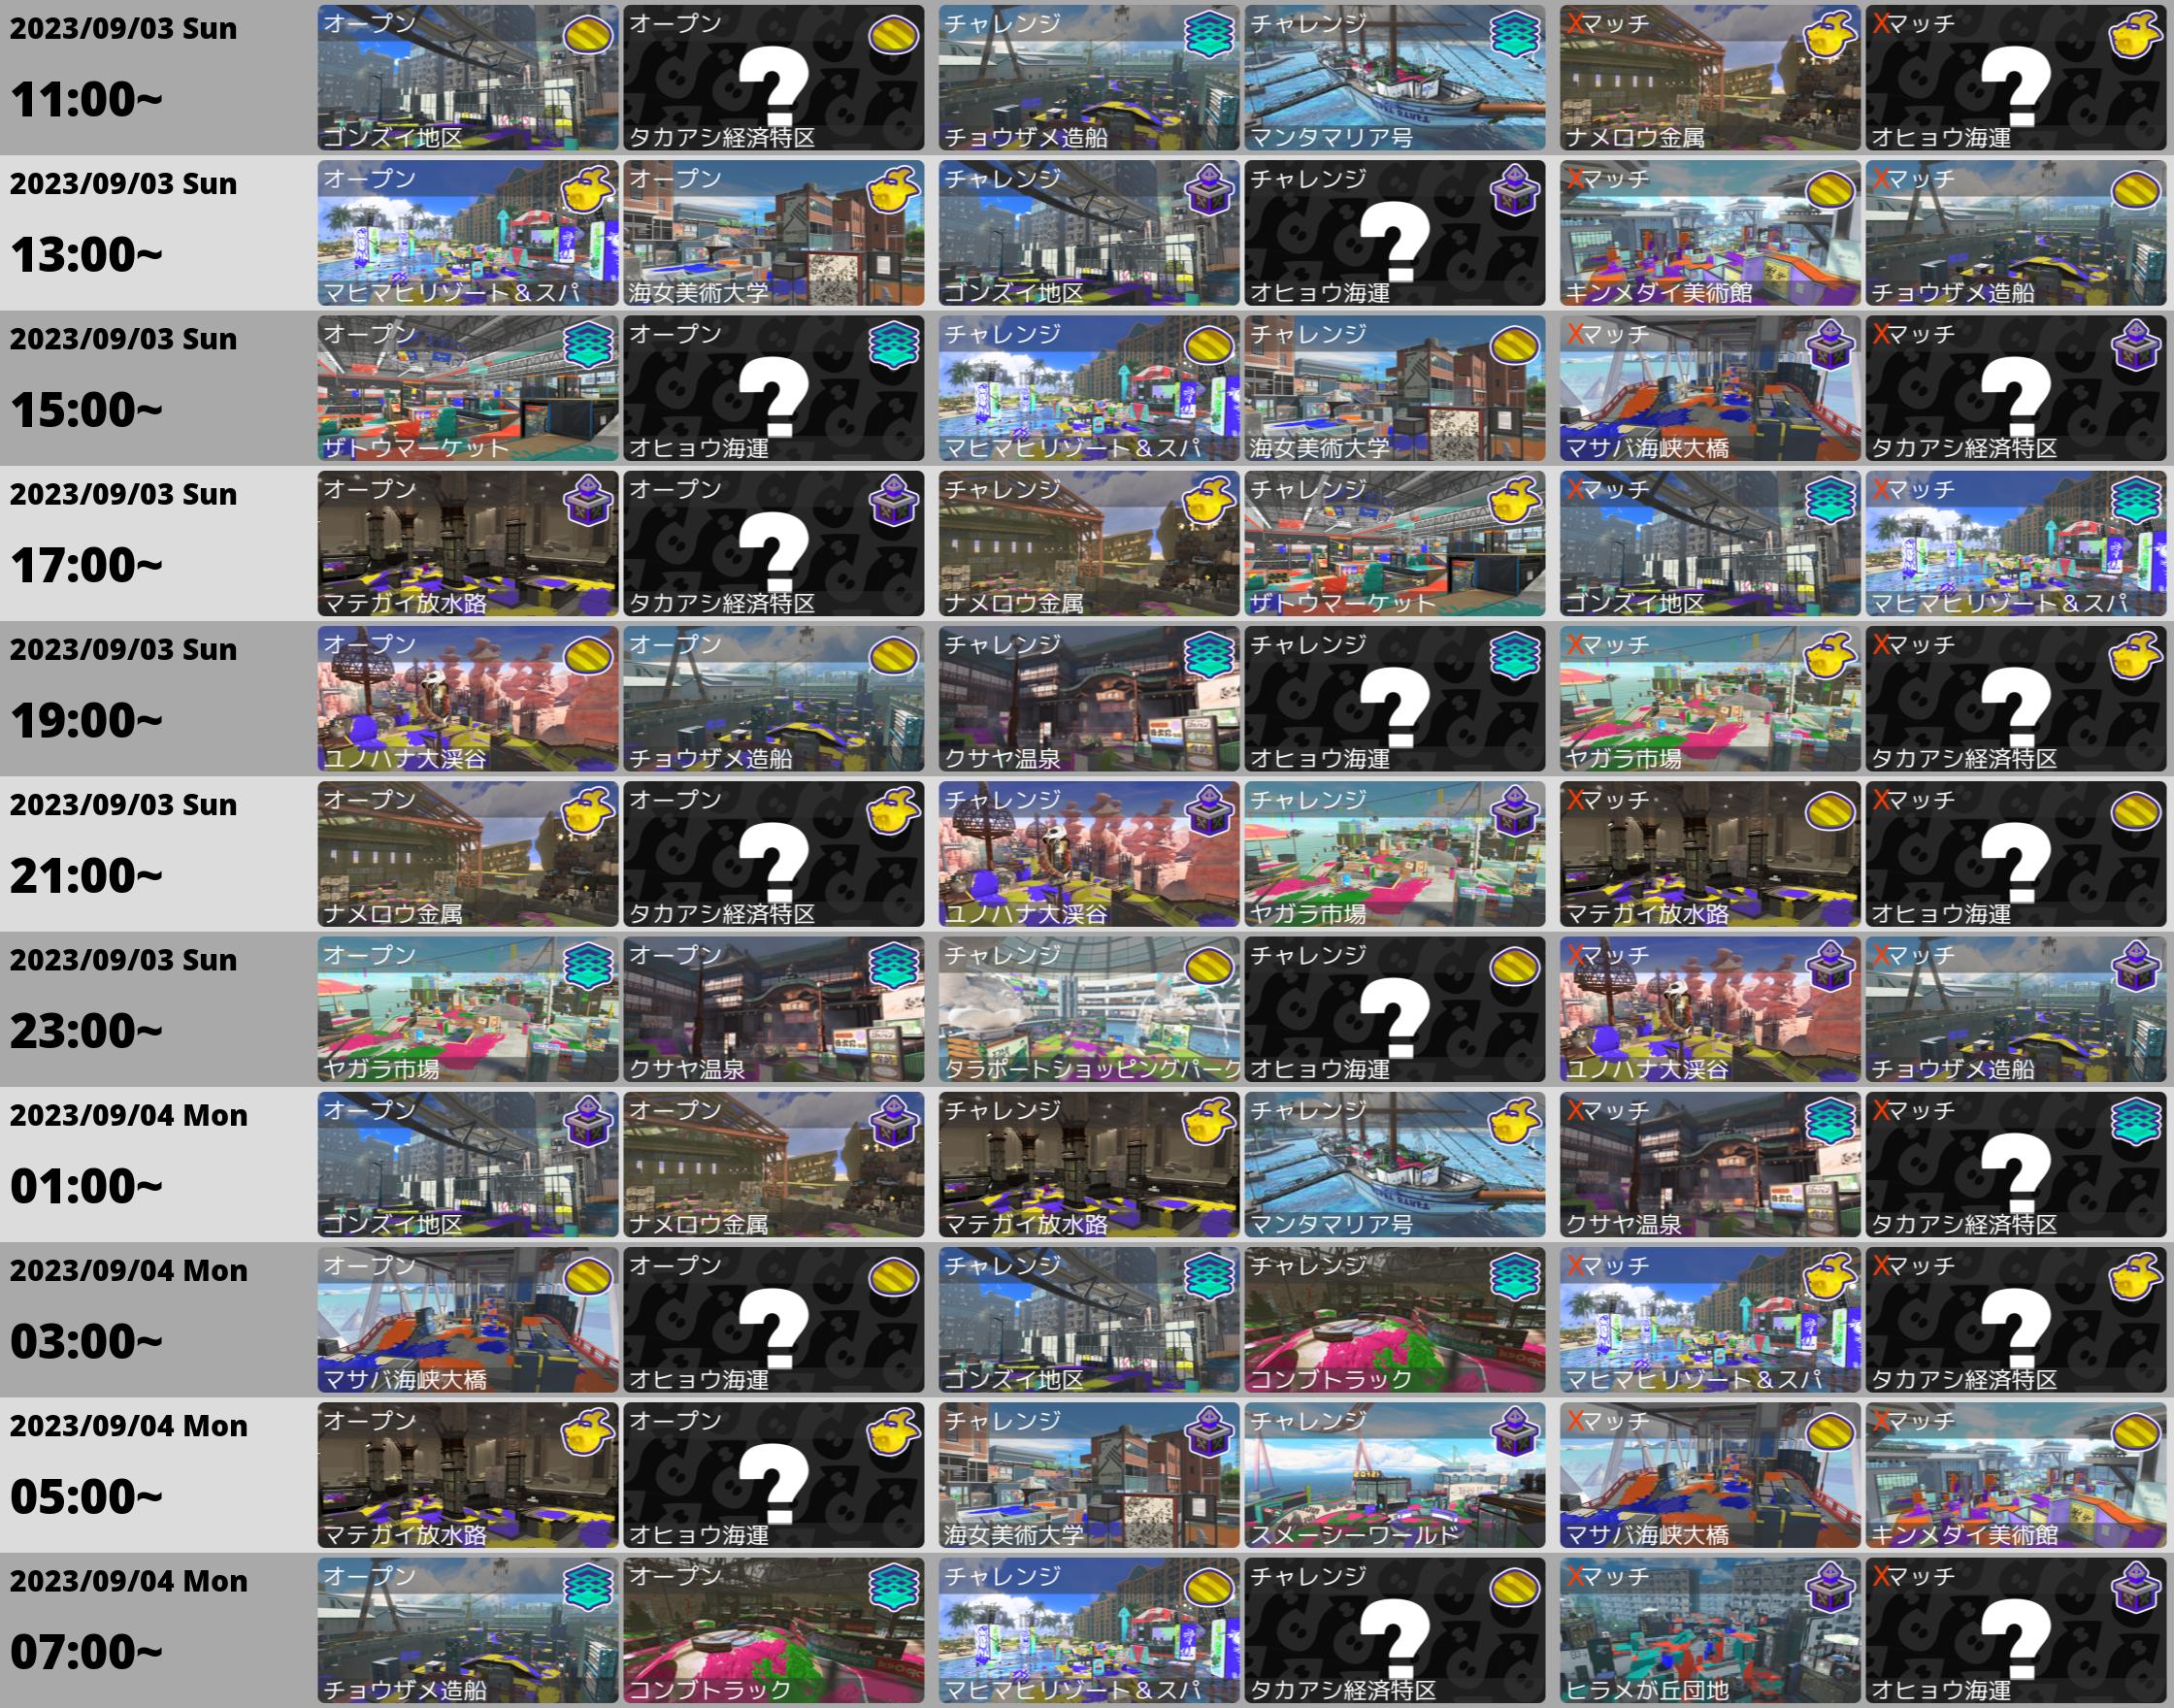 2023/09/03 Sun
11:00~
オープン オープン チャレンジ チャレンジ Xマッチ Xマッチ
ゴンズイ地区 タカアシ経済特区 チョウザメ造船 マンタマリア号 ナメロウ金属 オヒョウ海運
2023/09/03 Sun
13:00~
オープン オープン チャレンジ チャレンジ Xマッチ Xマッチ
マヒマヒリゾート＆スパ 海女美術大学 ゴンズイ地区 オヒョウ海運 キンメダイ美術館 チョウザメ造船
2023/09/03 Sun
15:00~
オープン オープン チャレンジ チャレンジ Xマッチ Xマッチ
ザトウマーケット オヒョウ海運 マヒマヒリゾート＆スパ 海女美術大学 マサバ海峡大橋 タカアシ経済特区
2023/09/03 Sun
17:00~
オープン オープン チャレンジ チャレンジ Xマッチ Xマッチ
マテガイ放水路 タカアシ経済特区 ナメロウ金属 ザトウマーケット ゴンズイ地区 マヒマヒリゾート＆スパ
2023/09/03 Sun
19:00~
オープン オープン チャレンジ チャレンジ Xマッチ Xマッチ
ユノハナ大渓谷 チョウザメ造船 クサヤ温泉 オヒョウ海運 ヤガラ市場 タカアシ経済特区
2023/09/03 Sun
21:00~
オープン オープン チャレンジ チャレンジ Xマッチ Xマッチ
ナメロウ金属 タカアシ経済特区 ユノハナ大渓谷 ヤガラ市場 マテガイ放水路 オヒョウ海運
2023/09/03 Sun
23:00~
オープン オープン チャレンジ チャレンジ Xマッチ Xマッチ
ヤガラ市場 クサヤ温泉 タラポートショッピングパーク オヒョウ海運 ユノハナ大渓谷 チョウザメ造船
2023/09/04 Mon
01:00~
オープン オープン チャレンジ チャレンジ Xマッチ Xマッチ
ゴンズイ地区 ナメロウ金属 マテガイ放水路 マンタマリア号 クサヤ温泉 タカアシ経済特区
2023/09/04 Mon
03:00~
オープン オープン チャレンジ チャレンジ Xマッチ Xマッチ
マサバ海峡大橋 オヒョウ海運 ゴンズイ地区 コンブトラック マヒマヒリゾート＆スパ タカアシ経済特区
2023/09/04 Mon
05:00~
オープン オープン チャレンジ チャレンジ Xマッチ Xマッチ
マテガイ放水路 オヒョウ海運 海女美術大学 スメーシーワールド マサバ海峡大橋 キンメダイ美術館
2023/09/04 Mon
07:00~
オープン オープン チャレンジ チャレンジ Xマッチ Xマッチ
チョウザメ造船 コンブトラック マヒマヒリゾート＆スパ タカアシ経済特区 ヒラメが丘団地 オヒョウ海運